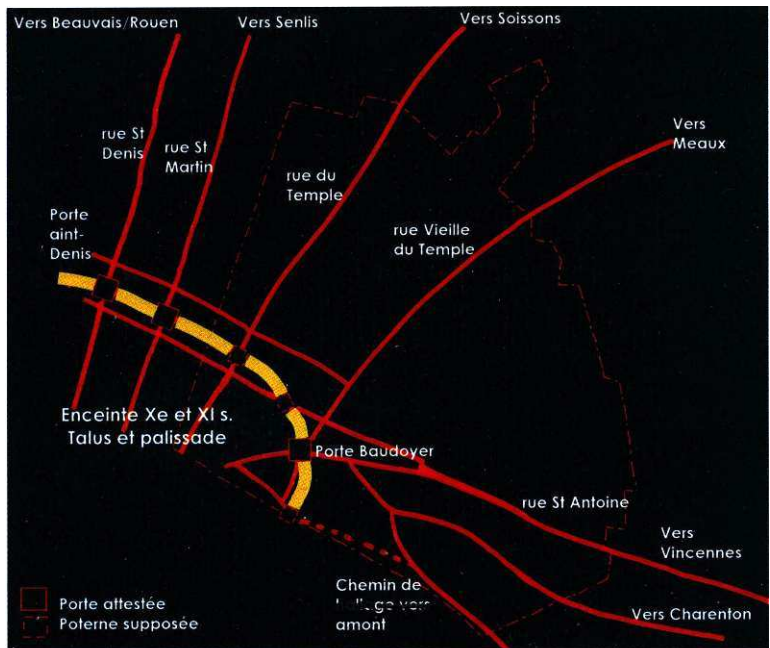 Vers Beauvais/Rouen
Vers Senlis
Vers Soissons
Vers
Meaux
rue St
Denis
rue St
Martin
rue du
Temple
rue Vieille
du Temple
Porte
aint-
Denis
Enceinte Xe et XI s.
Talus et palissade
Porte Baudoyer
rue St Antoine
Vers
Vincennes
Chemin de
vers
amont
Vers Charenton
Porte attestée
Poterne supposée